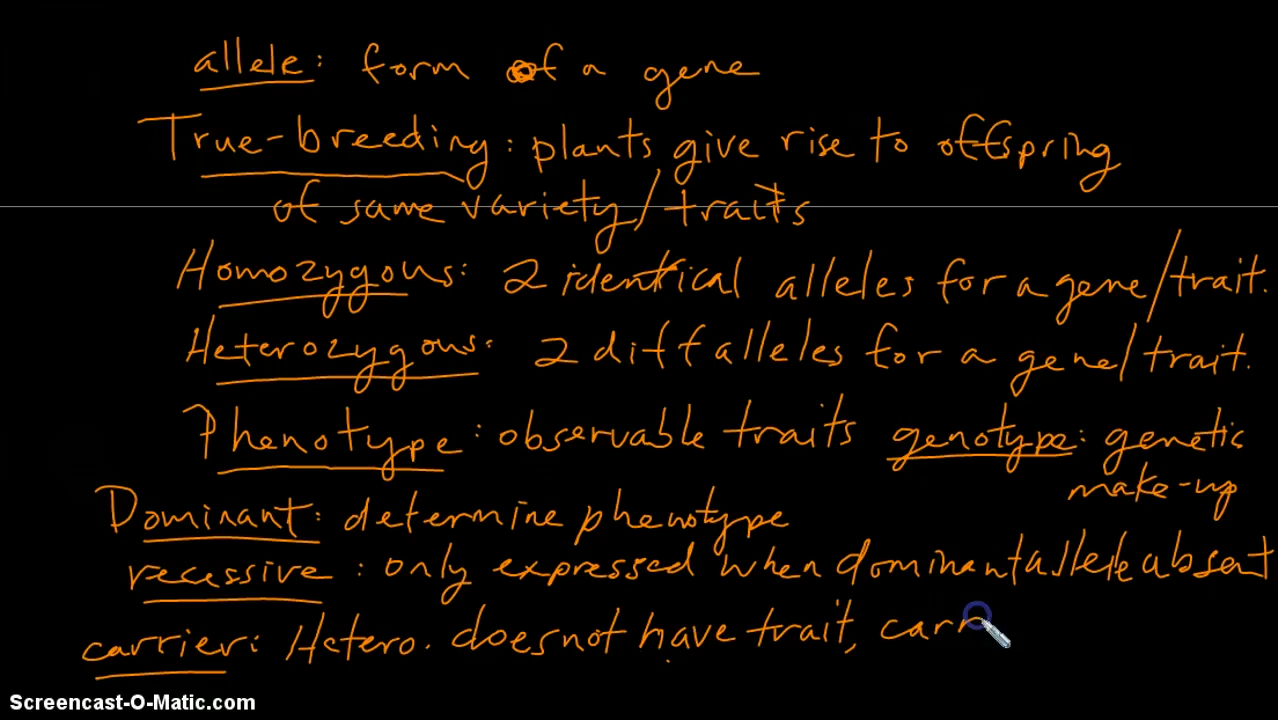 allele: form of a gene
True-breeding: plants give rise to offspring
of same variety/traits
Homozygous: 2 identical alleles for a gene/trait.
Heterozygous: 2 diff alleles for a gene/trait.
Phenotype: observable traits genotype: genetic
make-up
Dominant: determine phenotype
recessive: only expressed when dominant allele absent
carrier: Hetero. does not have trait, carr
Screencast-O-Matic.com